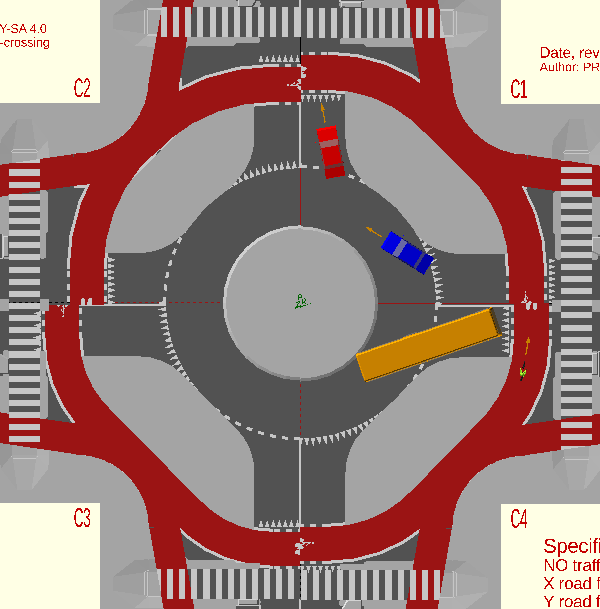 Y-SA 4.0
-crossing
Date, rev
Author: PR
C2
C1
C3
C4
Specifi
NO traff
X road f
Y road f